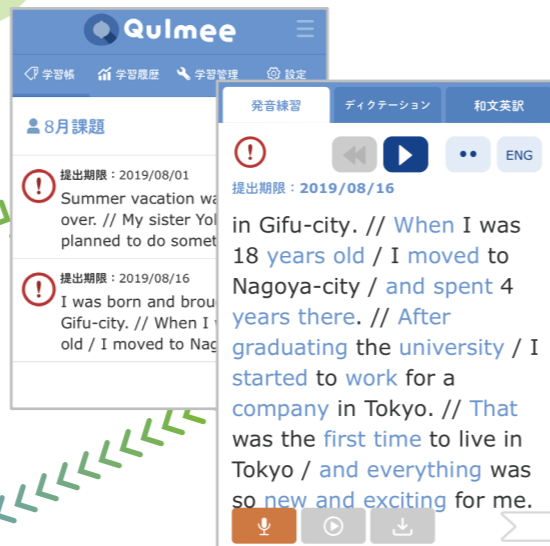 Qulmee
学習帳 学習履歴 学習管理 設定
8月課題
提出期限：2019/08/01
Summer vacation wa
over. // My sister Yo
planned to do somet
提出期限：2019/08/16
I was born and brou
Gifu-city. // When I
old / I moved to Nag
発音練習 ディクテーション 和文英訳
ENG
提出期限：2019/08/16
in Gifu-city. // When I was
18 years old / I moved to
Nagoya-city / and spent 4
years there. // After
graduating the university / I
started to work for a
company in Tokyo. // That
was the first time to live in
Tokyo / and everything was
so new and exciting for me.